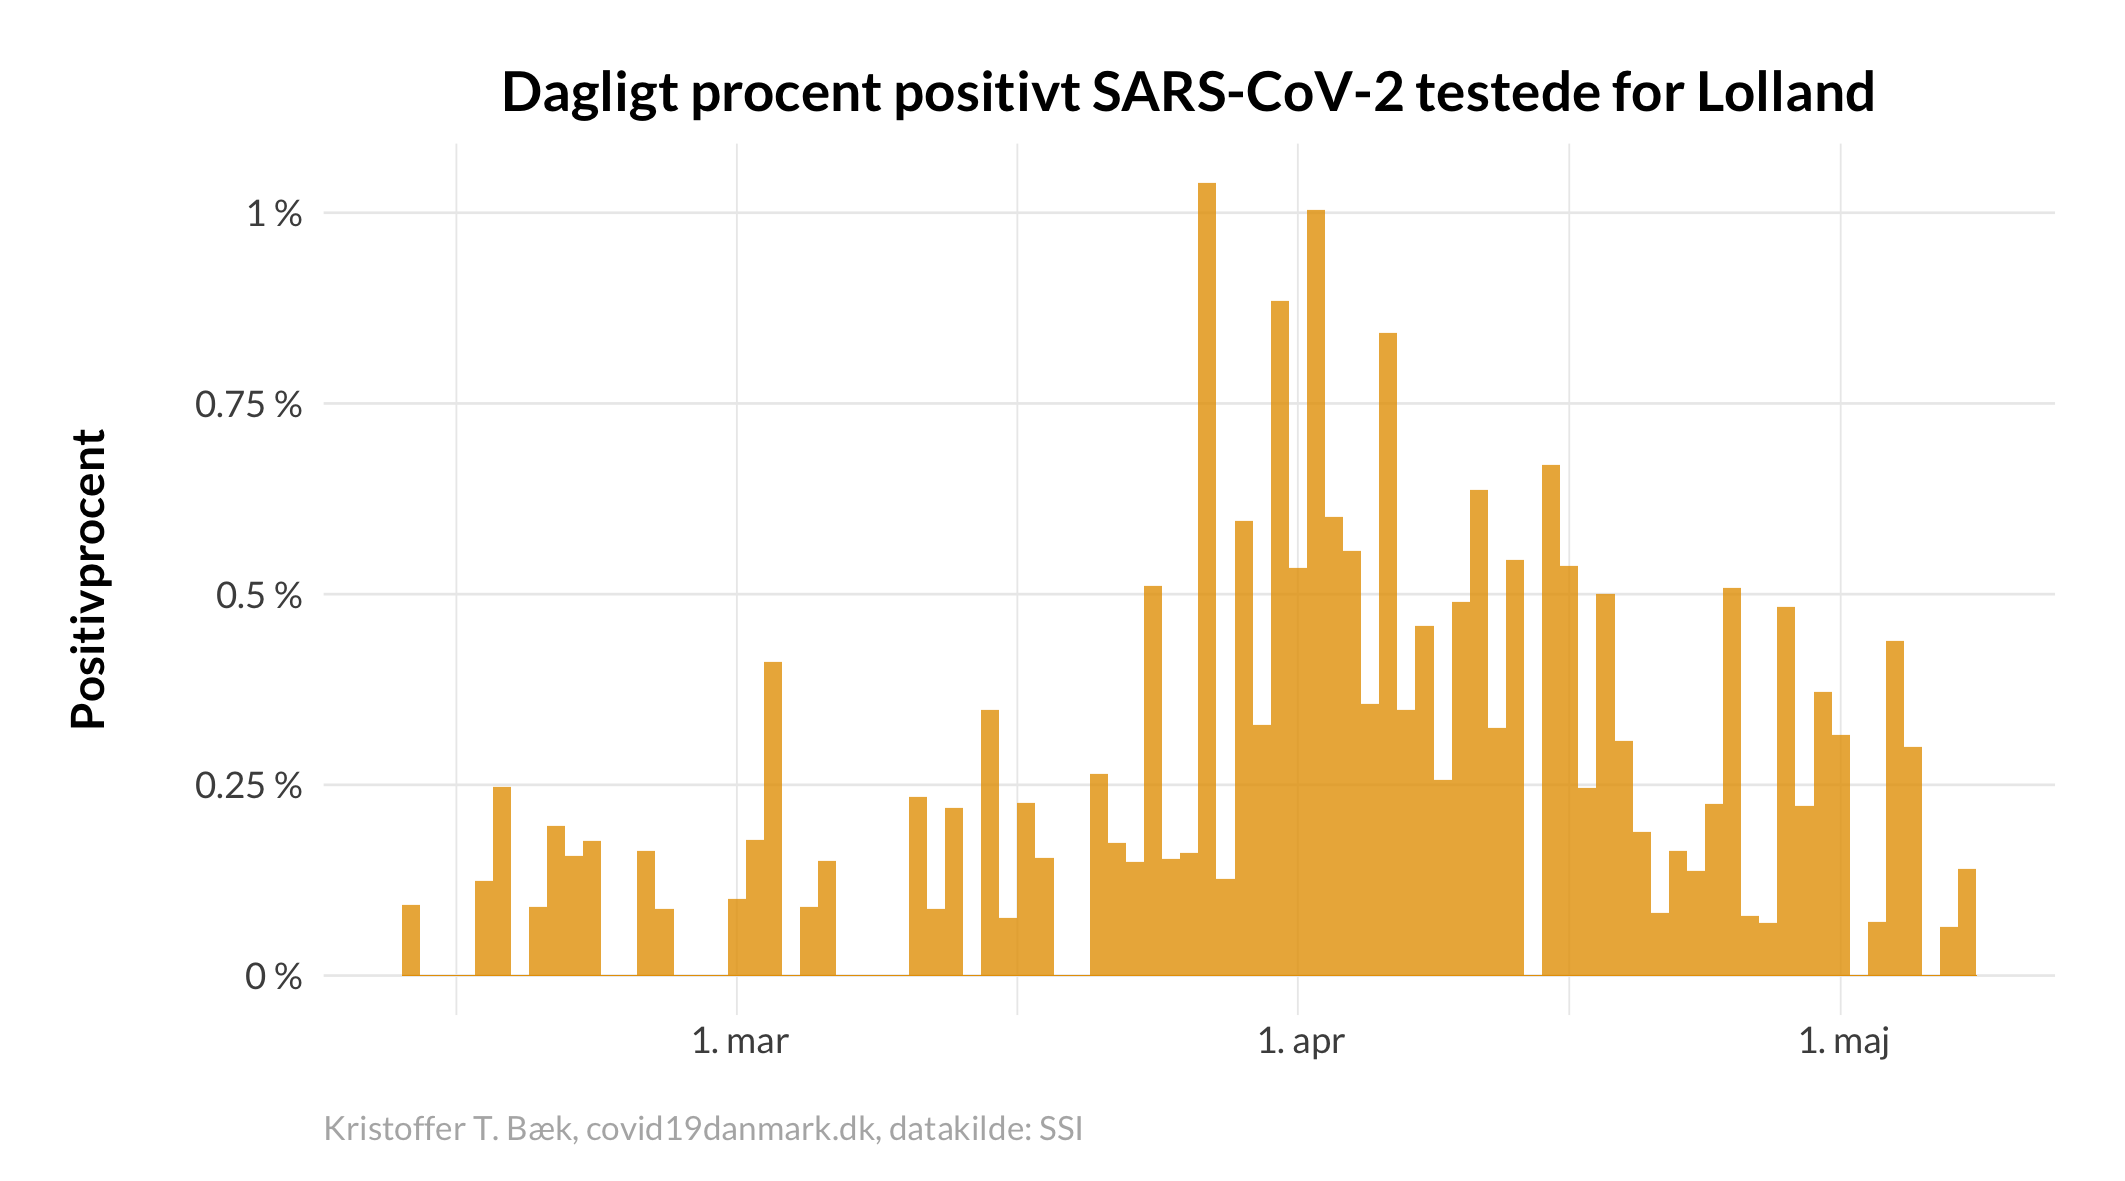 Dagligt procent positivt SARS-CoV-2 testede for Lolland
Positivprocent
1 %
0.75 %
0.5 %
0.25 %
0 %
1. mar
1. apr
1. maj
Kristoffer T. Bæk, covid19danmark.dk, datakilde: SSI